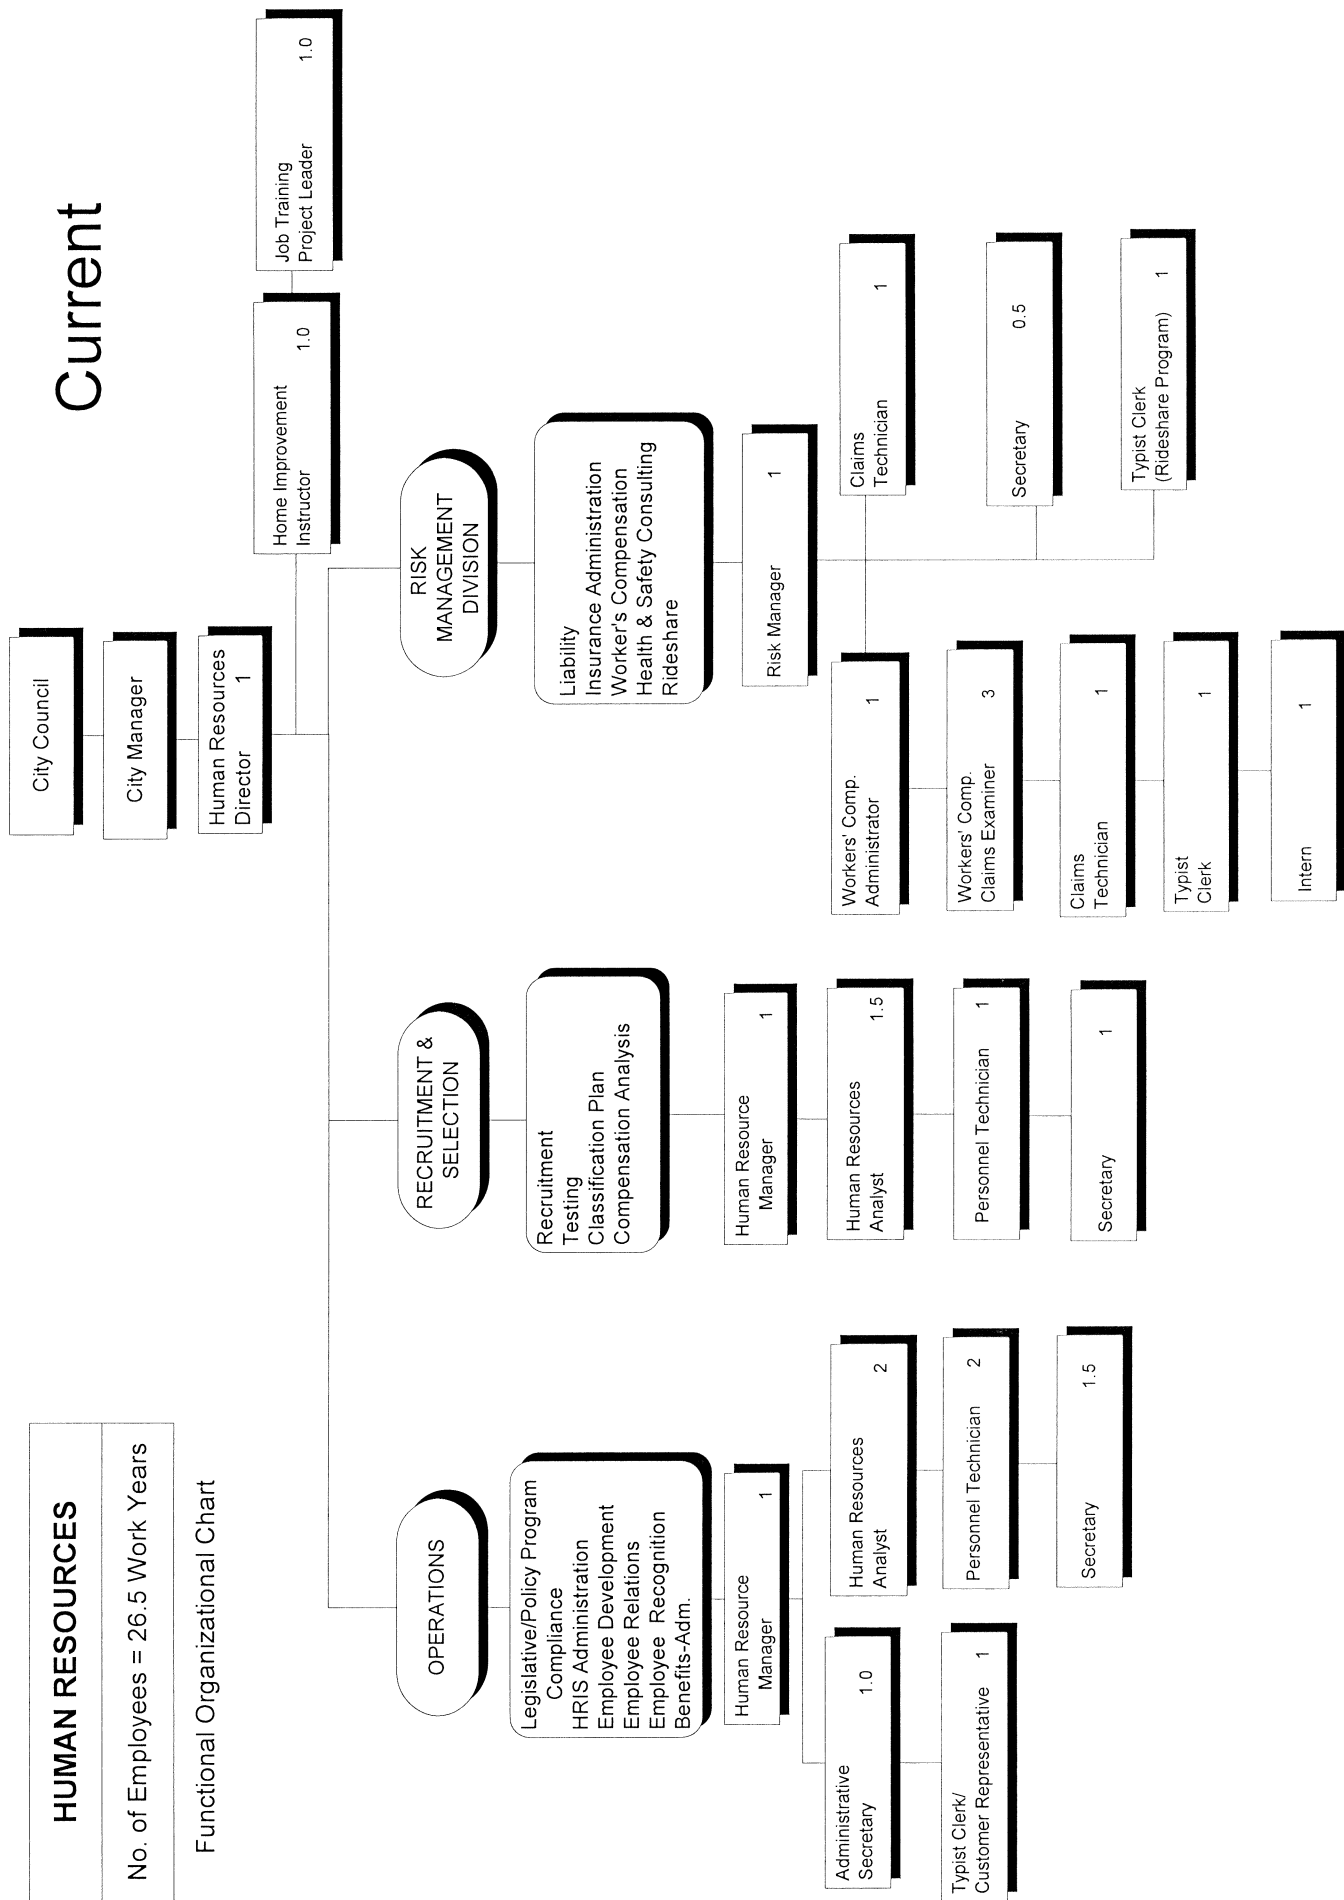 HUMAN RESOURCES
No. of Employees = 26.5 Work Years
Functional Organizational Chart
Current
City Council
City Manager
Human Resources
Director 1
Home Improvement
Instructor 1.0
Job Training
Project Leader 1.0
OPERATIONS
Legislative/Policy Program
Compliance
HRIS Administration
Employee Development
Employee Relations
Employee Recognition
Benefits-Adm.
Human Resource
Manager 1
Administrative
Secretary 1.0
Typist Clerk/
Customer Representative 1
Human Resources
Analyst 2
Personnel Technician 2
Secretary 1.5
RECRUITMENT &
SELECTION
Recruitment
Testing
Classification Plan
Compensation Analysis
Human Resource
Manager 1
Human Resources
Analyst 1.5
Personnel Technician 1
Secretary 1
RISK
MANAGEMENT
DIVISION
Liability
Insurance Administration
Worker's Compensation
Health & Safety Consulting
Rideshare
Risk Manager 1
Workers' Comp.
Administrator 1
Workers' Comp.
Claims Examiner 3
Claims
Technician 1
Typist
Clerk 1
Intern 1
Claims
Technician 1
Secretary 0.5
Typist Clerk
(Rideshare Program) 1